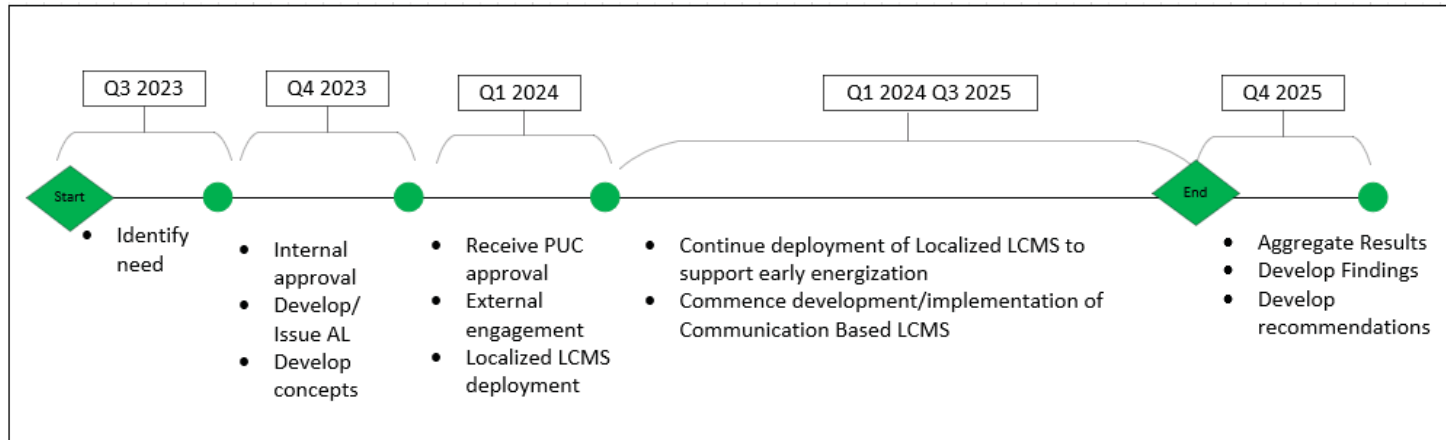 Q3 2023
Q4 2023
Q1 2024
Q1 2024 Q3 2025
Q4 2025
Start
End
• Identify
need
• Internal
approval
• Develop/
Issue AL
• Develop
concepts
• Receive PUC
approval
• External
engagement
• Localized LCMS
deployment
• Continue deployment of Localized LCMS to
support early energization
• Commence development/implementation of
Communication Based LCMS
• Aggregate Results
• Develop Findings
• Develop
recommendations